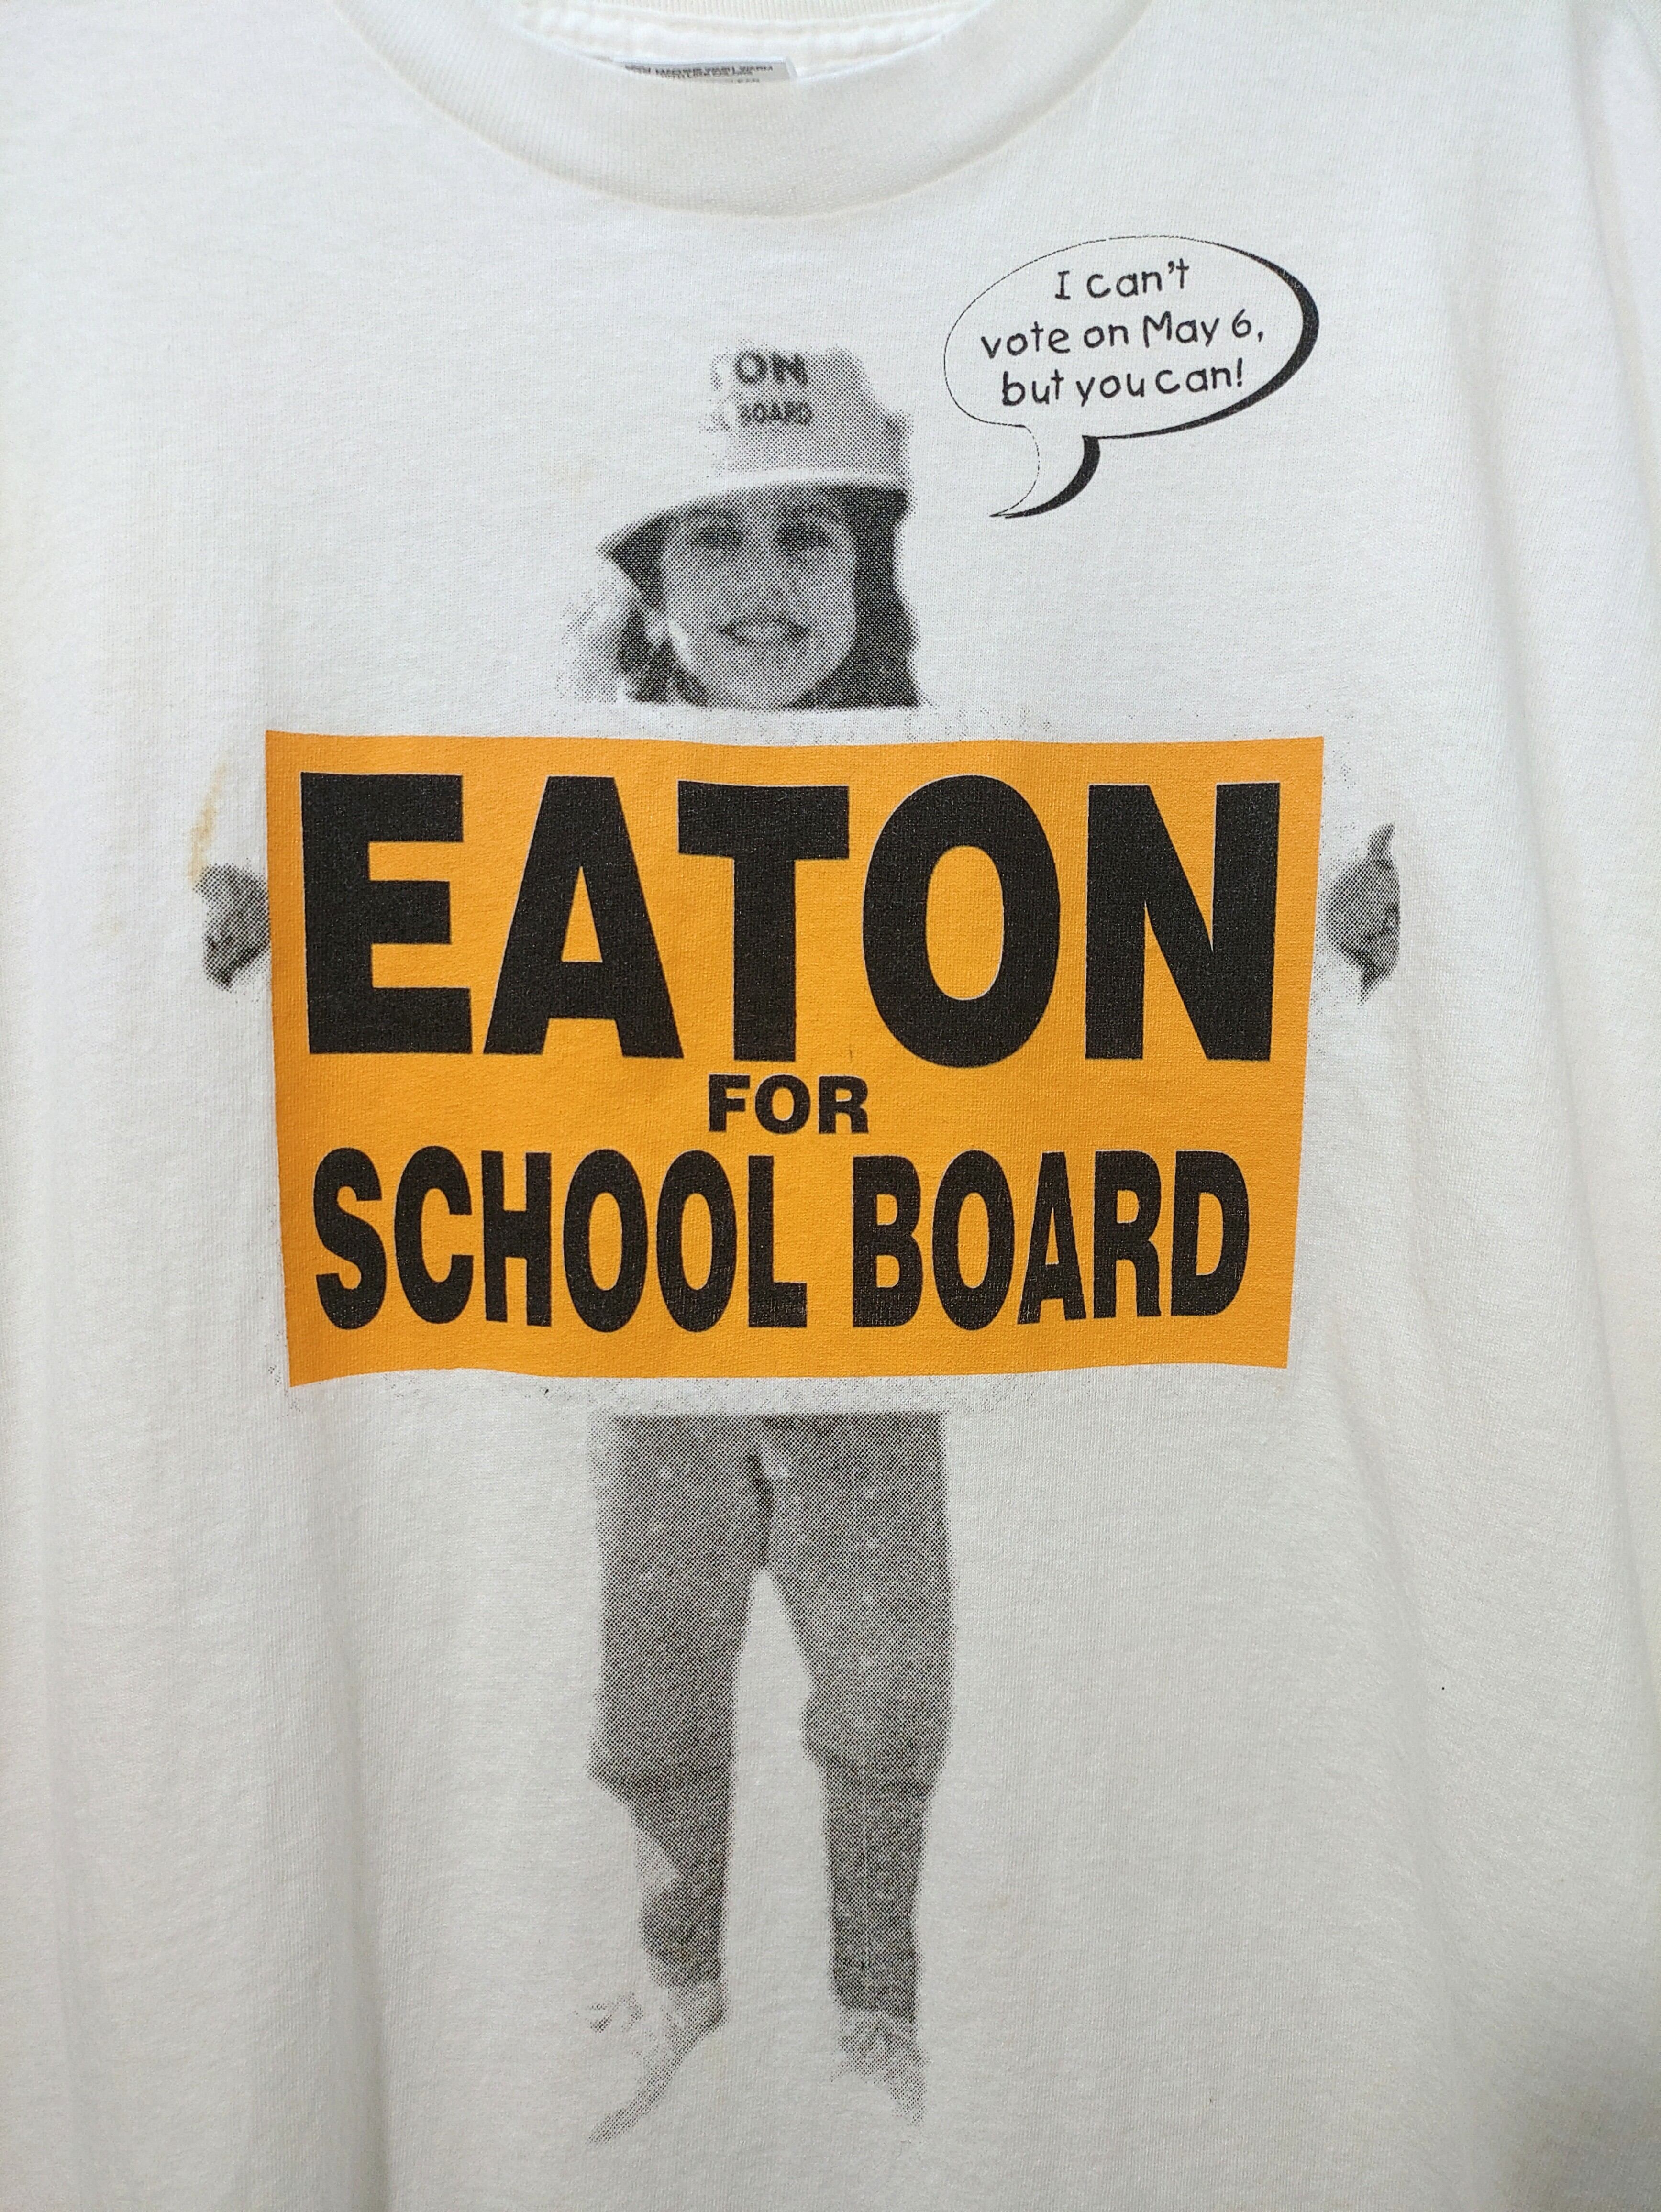 I can't
vote on May 6,
but you can!
ON
BOARD
EATON
FOR
SCHOOL BOARD